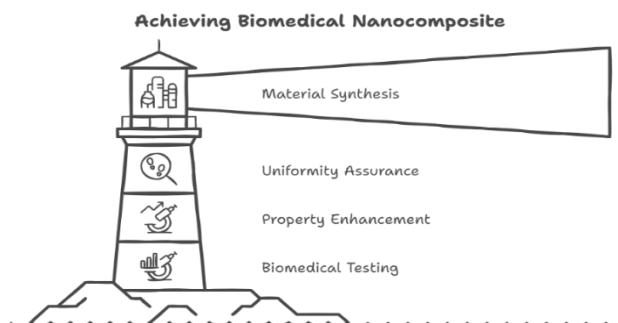 Achieving Biomedical Nanocomposite
Material Synthesis
Uniformity Assurance
Property Enhancement
Biomedical Testing